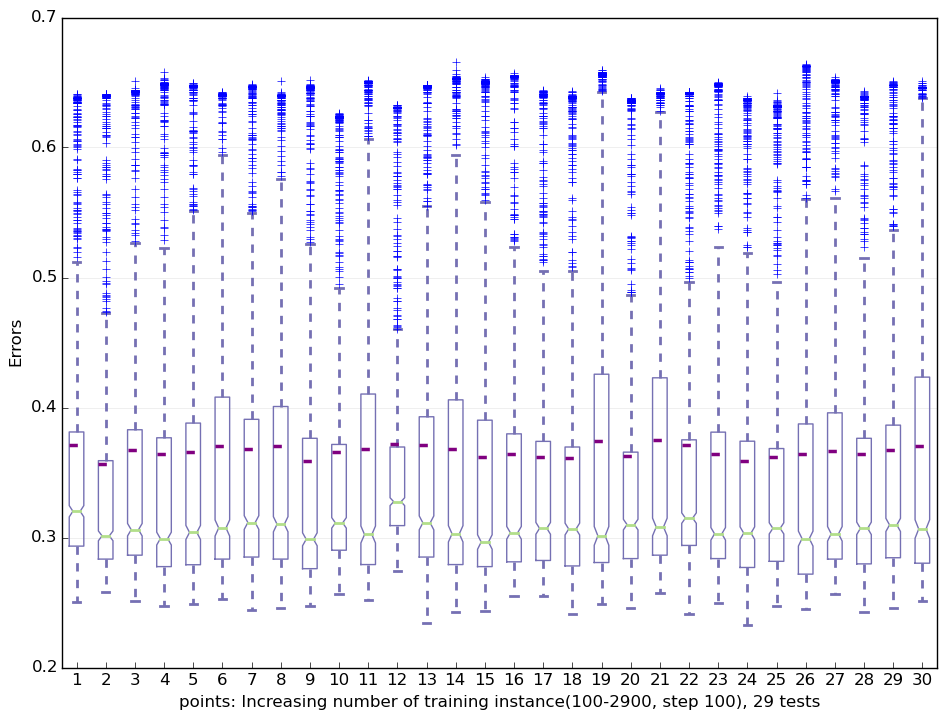 0.7
0.6
0.5
0.4
0.3
0.2
Errors
1 2 3 4 5 6 7 8 9 10 11 12 13 14 15 16 17 18 19 20 21 22 23 24 25 26 27 28 29 30
points: Increasing number of training instance(100-2900, step 100), 29 tests